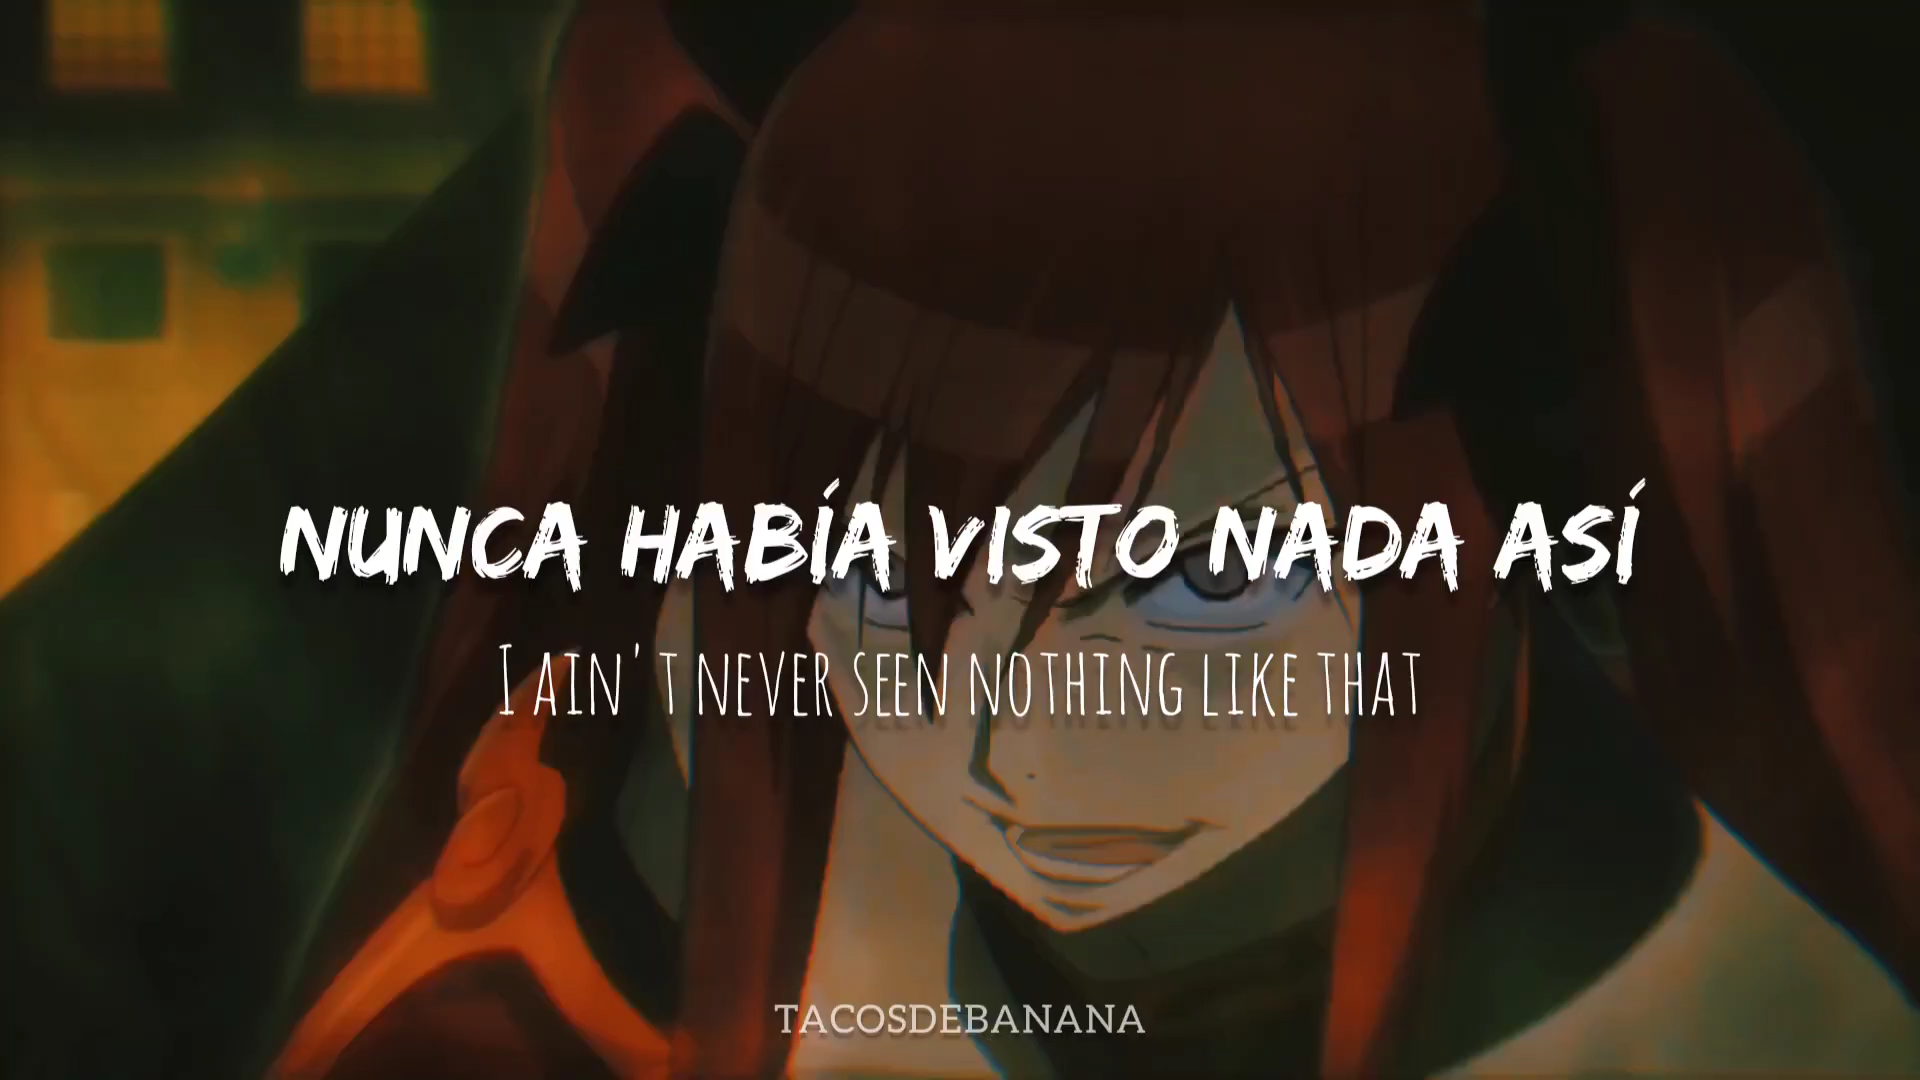 NUNCA HABÍA VISTO NADA ASÍ
I AIN'T NEVER SEEN NOTHING LIKE THAT
TACOSDEBANANA